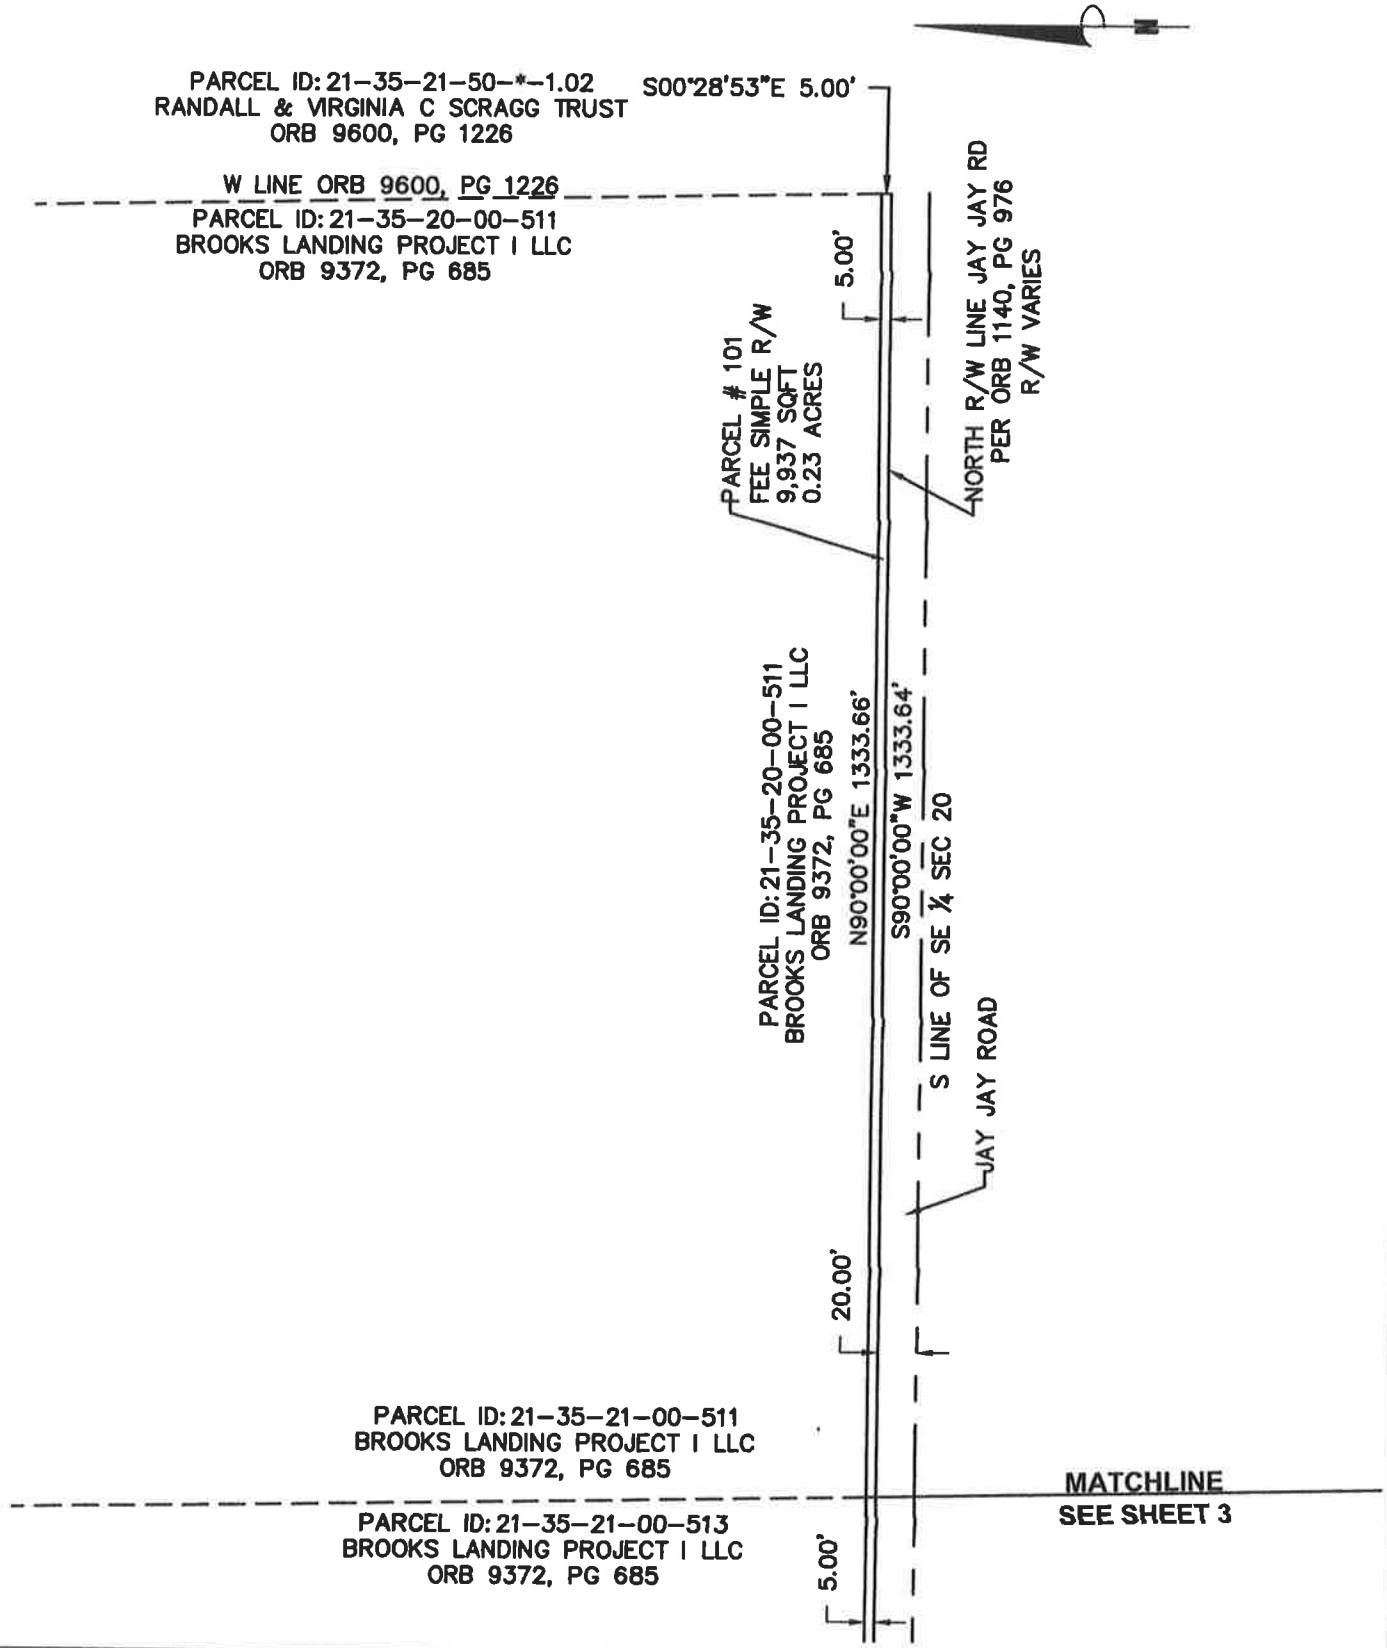 N
PARCEL ID: 21-35-21-50-*-1.02
RANDALL & VIRGINIA C SCRAGG TRUST
ORB 9600, PG 1226
S00°28'53"E 5.00'
W LINE ORB 9600, PG 1226
PARCEL ID: 21-35-20-00-511
BROOKS LANDING PROJECT I LLC
ORB 9372, PG 685
5.00'
NORTH R/W LINE JAY JAY RD
PER ORB 1140, PG 976
R/W VARIES
PARCEL # 101
FEE SIMPLE R/W
9,937 SQFT
0.23 ACRES
PARCEL ID: 21-35-20-00-511
BROOKS LANDING PROJECT I LLC
ORB 9372, PG 685
N90°00'00"E 1333.66'
S90°00'00"W 1333.64'
S LINE OF SE ¼ SEC 20
JAY JAY ROAD
20.00'
PARCEL ID: 21-35-21-00-511
BROOKS LANDING PROJECT I LLC
ORB 9372, PG 685
MATCHLINE
SEE SHEET 3
PARCEL ID: 21-35-21-00-513
BROOKS LANDING PROJECT I LLC
ORB 9372, PG 685
5.00'